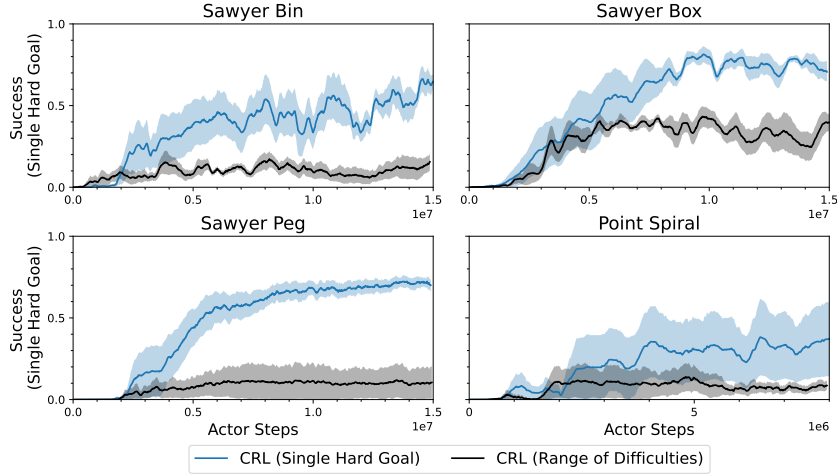 Sawyer Bin
Sawyer Box
1.0
0.5
0.0
Success
(Single Hard Goal)
0.0 0.5 1.0 1.5
1e7
0.0 0.5 1.0 1.5
1e7
Sawyer Peg
Point Spiral
1.0
0.5
0.0
Success
(Single Hard Goal)
0.0 0.5 1.0 1.5
1e7
Actor Steps
0 5
1e6
Actor Steps
CRL (Single Hard Goal)
CRL (Range of Difficulties)